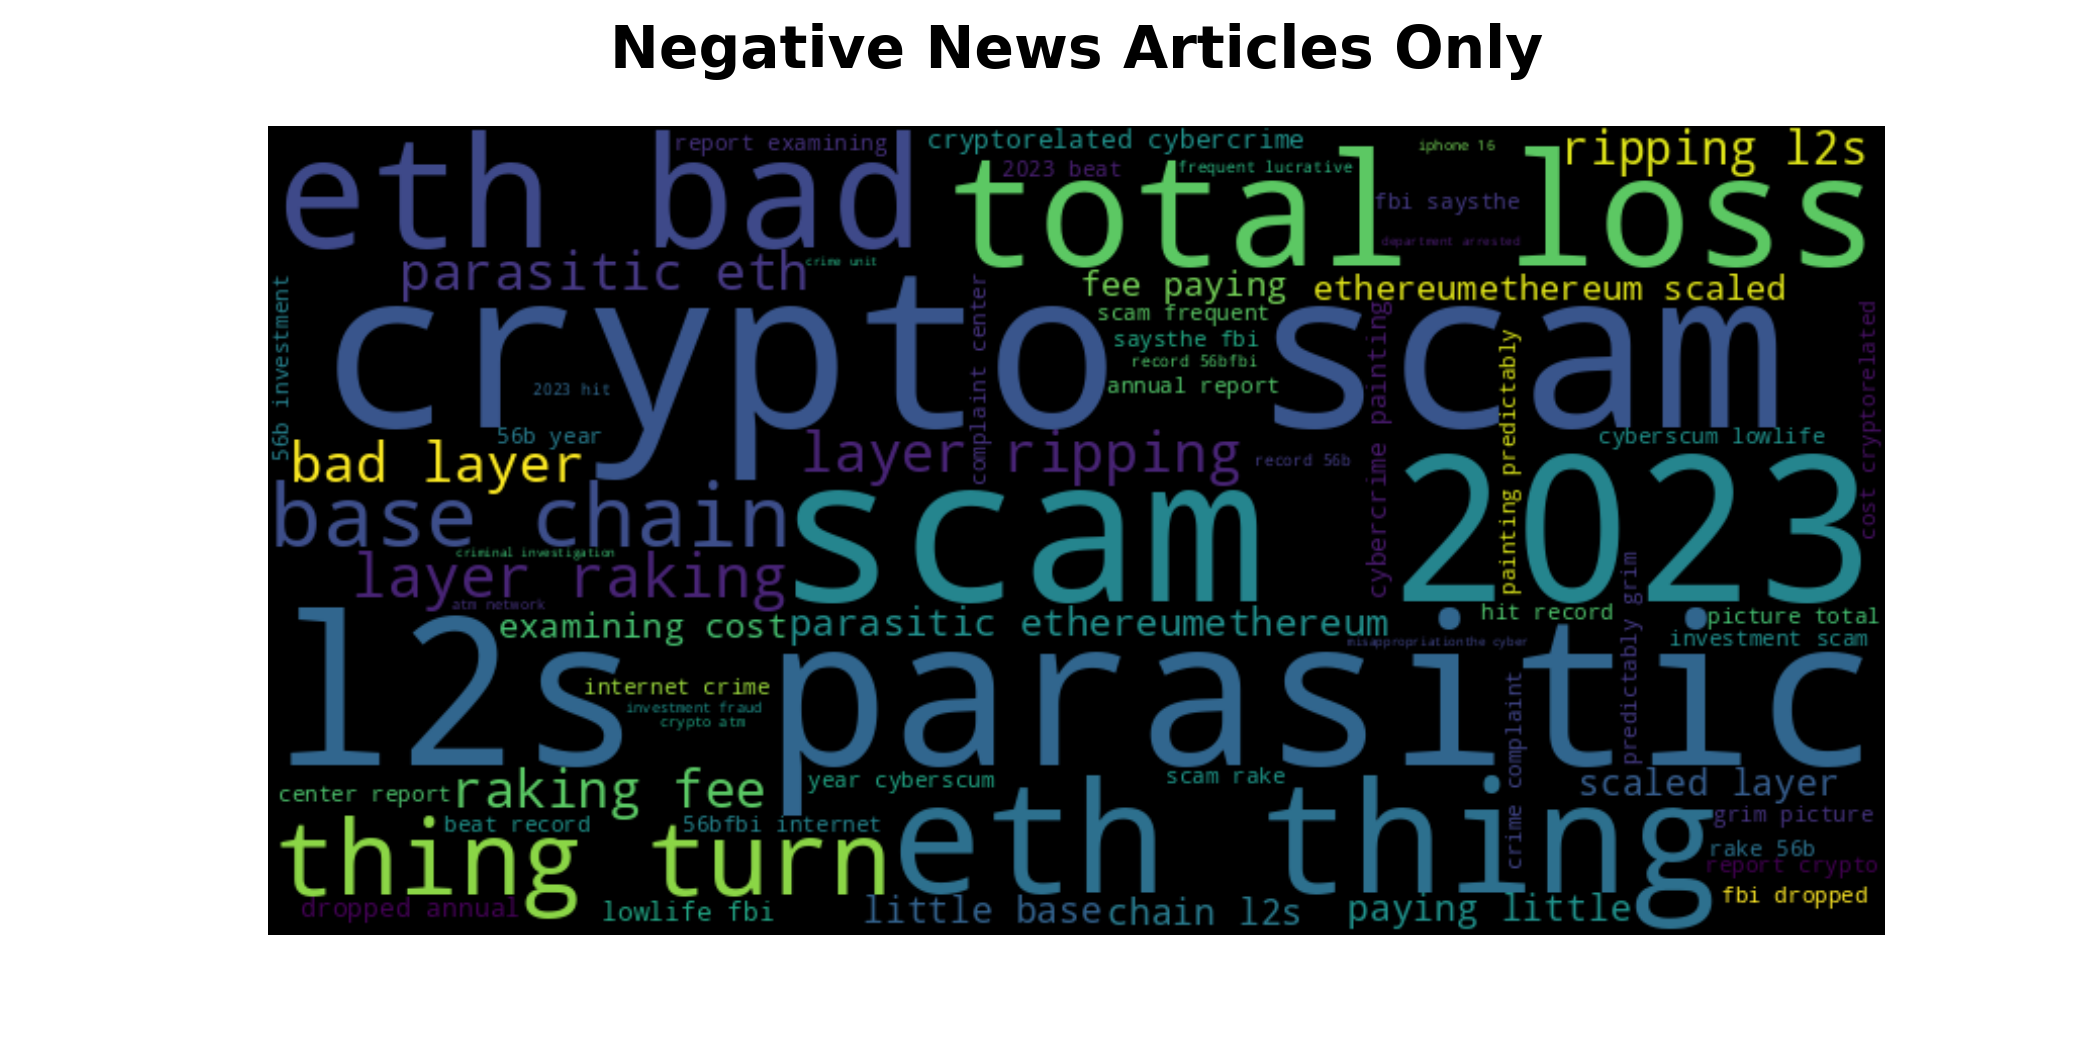 Negative News Articles Only
eth bad
report examining
cryptorelated cybercrime
2023 beat
frequent lucrative
iphone 16
ripping l2s
total loss
fbi saysthe
department arrested
parasitic eth
crime unit
fee paying
ethereumethereum scaled
56b investment
crypto scam
complaint center
scam frequent
saysthe fbi
record 56bfbi
annual report
cybercrime painting
painting predictably
cost cryptorelated
2023 hit
56b year
bad layer
layer ripping
record 56b
cyberscum lowlife
base chain
scam 2023
criminal investigation
layer raking
atm network
examining cost
parasitic ethereumethereum
hit record
picture total
misappropriationthe cyber
investment scam
predictably grim
l2s parasitic
internet crime
investment fraud
crypto atm
crime complaint
center report
raking fee
year cyberscum
scam rake
scaled layer
beat record
56bfbi internet
eth thing
grim picture
thing turn
rake 56b
report crypto
dropped annual
lowlife fbi
little base
chain l2s
paying little
fbi dropped